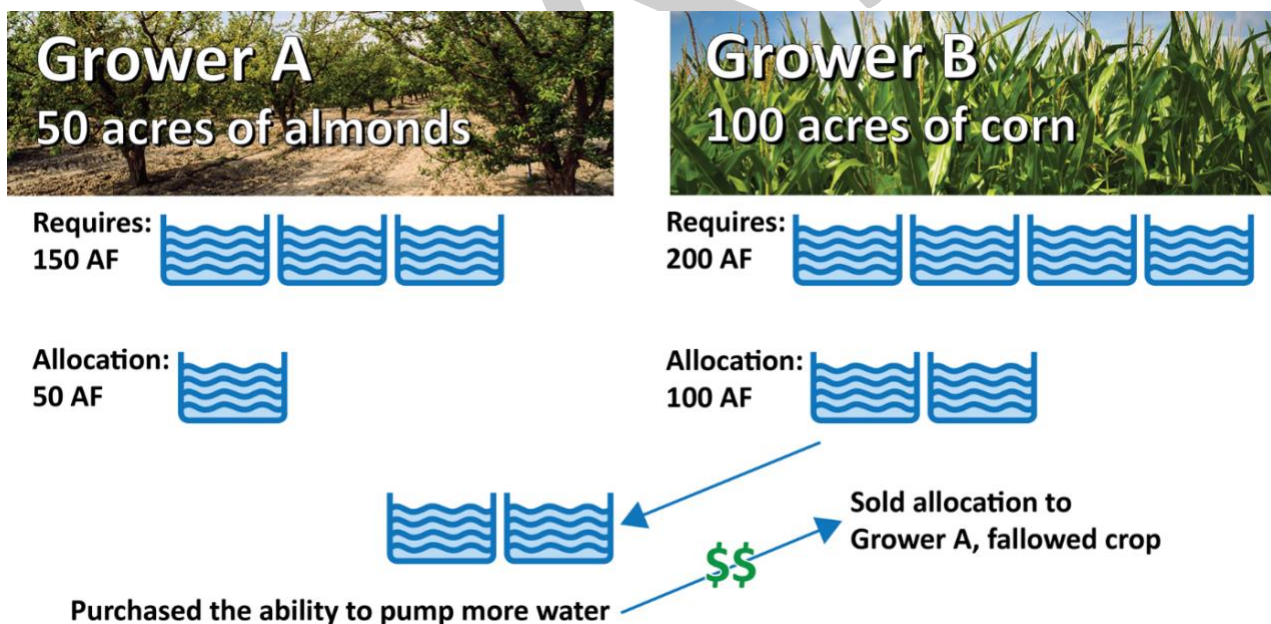 Grower A
50 acres of almonds
Grower B
100 acres of corn
Requires:
150 AF
Requires:
200 AF
Allocation:
50 AF
Allocation:
100 AF
Sold allocation to
Grower A, fallowed crop
$$
Purchased the ability to pump more water